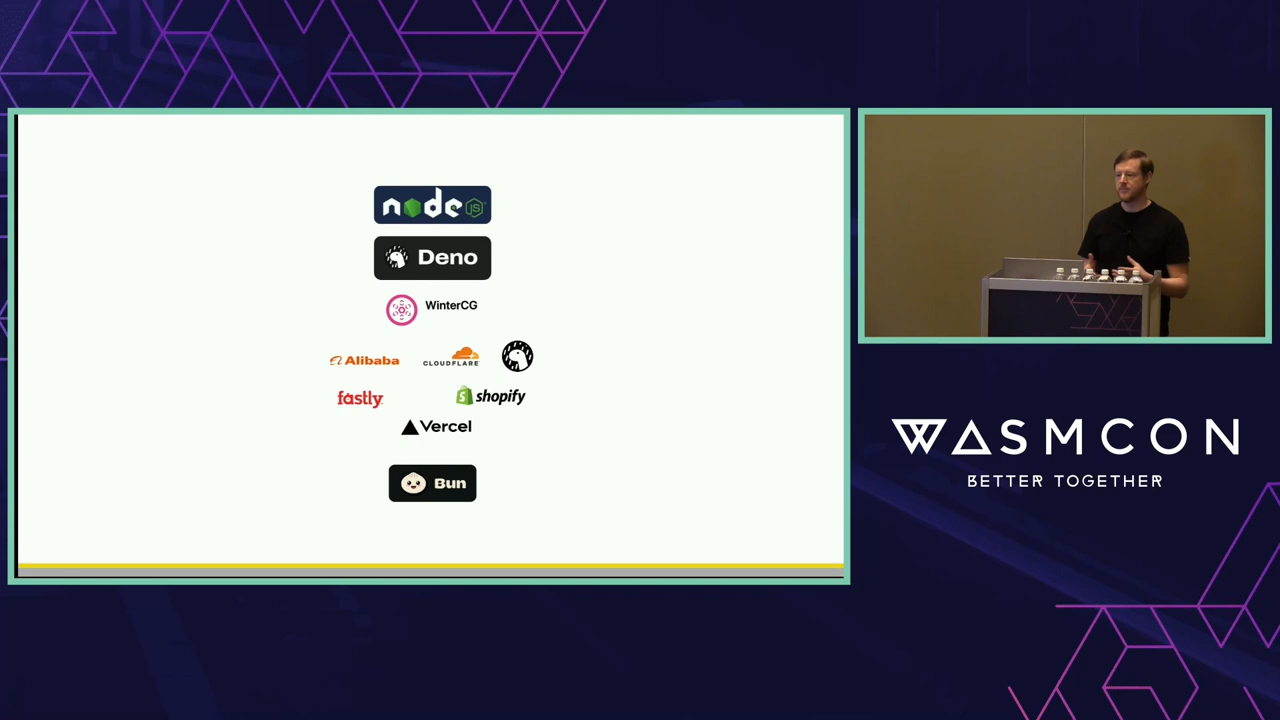 node JS
Deno
WinterCG
Alibaba CLOUDFLARE
fastly shopify
Vercel
Bun
WASMCON
BETTER TOGETHER